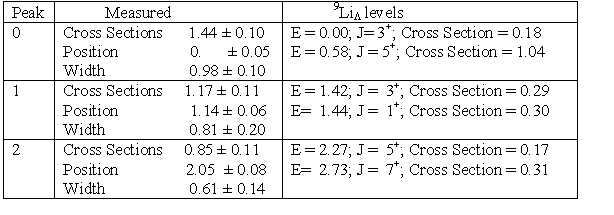 Peak Measured ⁹Li_Λ levels
0 Cross Sections 1.44 ± 0.10 E = 0.00; J= 3⁺; Cross Section = 0.18
Position 0 ± 0.05 E = 0.58; J = 5⁺, Cross Section = 1.04
Width 0.98 ± 0.10
1 Cross Sections 1.17 ± 0.11 E = 1.42; J = 3⁺; Cross Section = 0.29
Position 1.14 ± 0.06 E= 1.44; J = 1⁺; Cross Section = 0.30
Width 0.81 ± 0.20
2 Cross Sections 0.85 ± 0.11 E = 2.27; J = 5⁺; Cross Section = 0.17
Position 2.05 ± 0.08 E= 2.73; J = 7⁺; Cross Section = 0.31
Width 0.61 ± 0.14